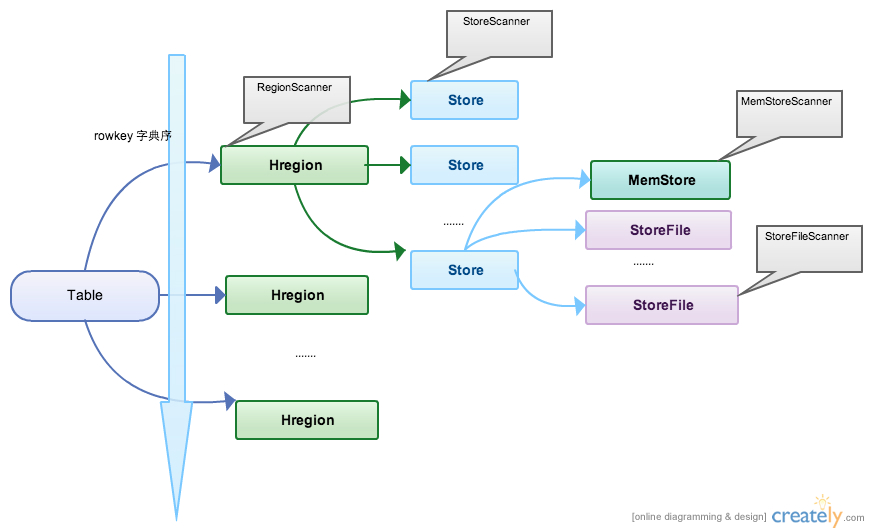 StoreScanner
RegionScanner
Store
MemStoreScanner
rowkey 字典序
Hregion
Store
MemStore
.......
StoreFile
StoreFileScanner
.......
Store
Table
Hregion
StoreFile
.......
Hregion
[online diagramming & design] creately.com